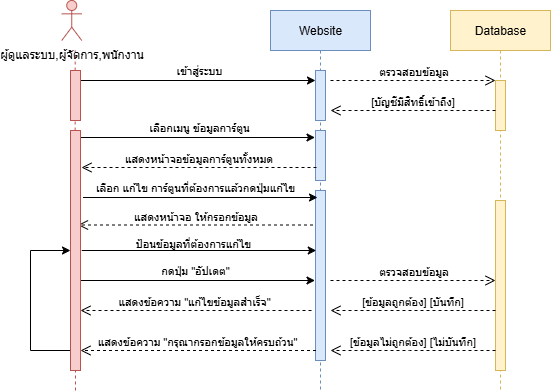 Website
Database
ผู้ดูแลระบบ,ผู้จัดการ,พนักงาน
เข้าสู่ระบบ
ตรวจสอบข้อมูล
[บัญชีมีสิทธิ์เข้าถึง]
เลือกเมนู ข้อมูลการ์ตูน
แสดงหน้าจอข้อมูลการ์ตูนทั้งหมด
เลือก แก้ไข การ์ตูนที่ต้องการแล้วกดปุ่มแก้ไข
แสดงหน้าจอ ให้กรอกข้อมูล
ป้อนข้อมูลที่ต้องการแก้ไข
กดปุ่ม "อัปเดต"
ตรวจสอบข้อมูล
แสดงข้อความ "แก้ไขข้อมูลสำเร็จ"
[ข้อมูลถูกต้อง] [บันทึก]
แสดงข้อความ "กรุณากรอกข้อมูลให้ครบถ้วน"
[ข้อมูลไม่ถูกต้อง] [ไม่บันทึก]